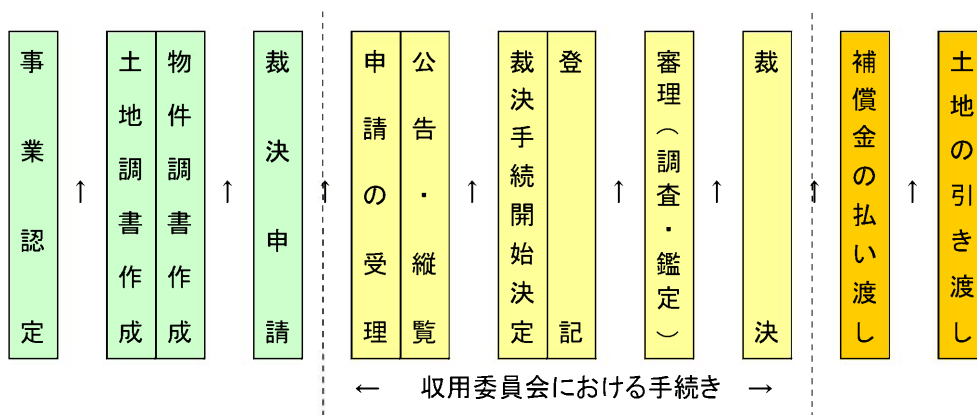 事業認定
↑
土地調書作成
物件調書作成
↑
裁決申請
↑
申請の受理
公告・縦覧
↑
裁決手続開始決定
登記
↑
審理(調査・鑑定)
↑
裁決
↑
補償金の払い渡し
↑
土地の引き渡し
← 収用委員会における手続き →